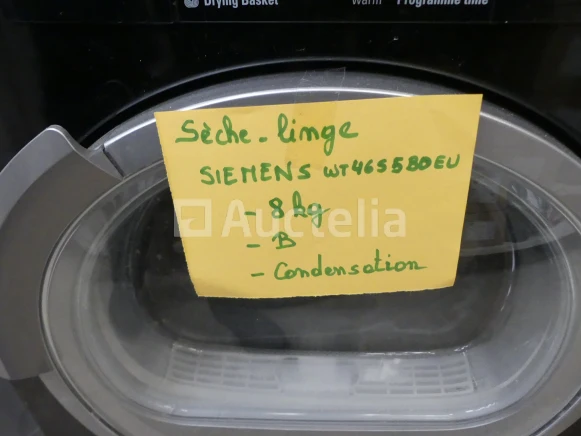 Drying Basket Warm Programme time
Sèche-linge
SIEMENS WT46S580EU
- 8 kg
- B
- Condensation
Auctelia